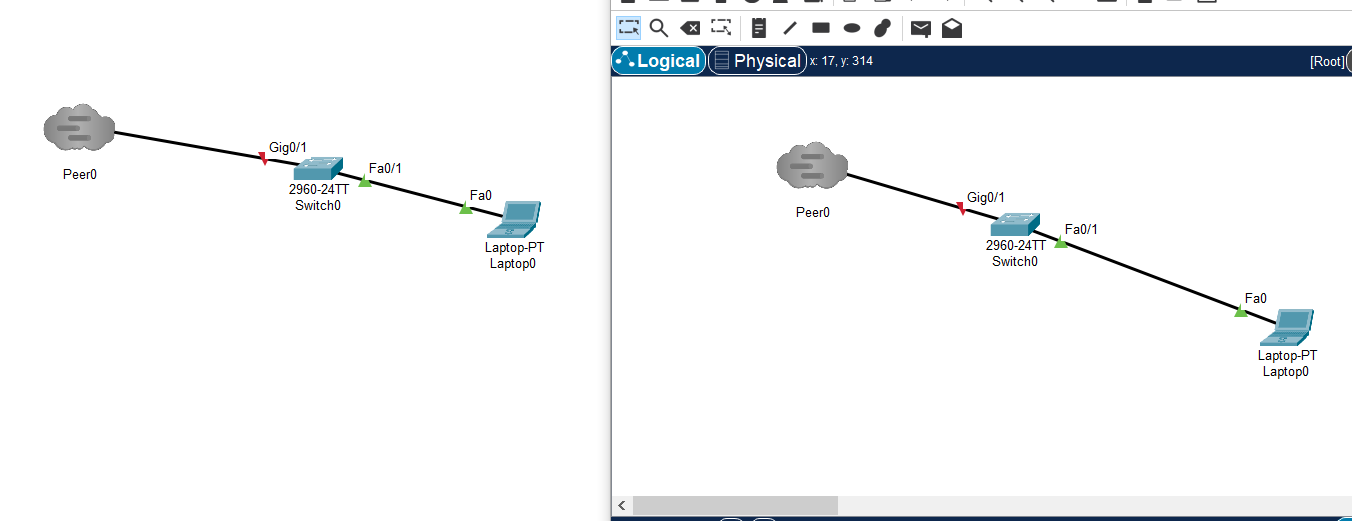 Logical
Physical
x: 17, y: 314
[Root]
Peer0
Gig0/1
2960-24TT
Switch0
Fa0/1
Fa0
Laptop-PT
Laptop0
Peer0
Gig0/1
2960-24TT
Switch0
Fa0/1
Fa0
Laptop-PT
Laptop0